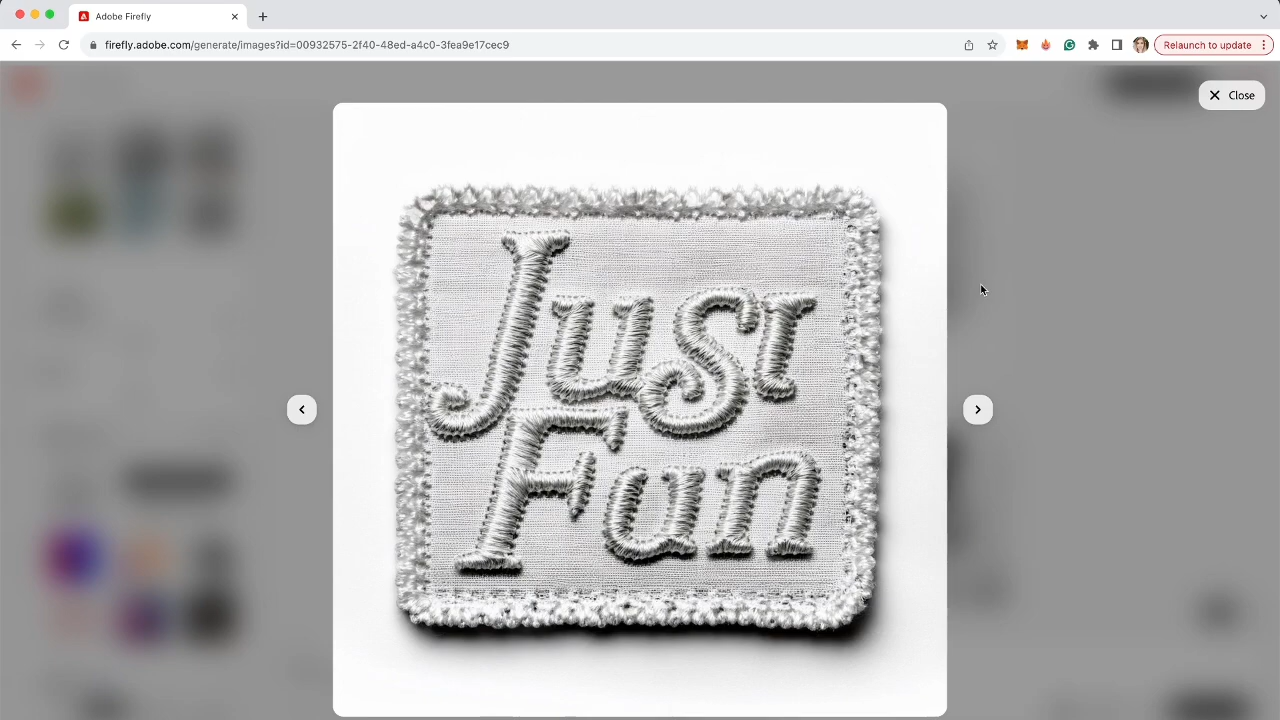 Adobe Firefly
firefly.adobe.com/generate/images?id=00932575-2f40-48ed-a4c0-3fea9e17cec9
Relaunch to update
Close
Just
Fun